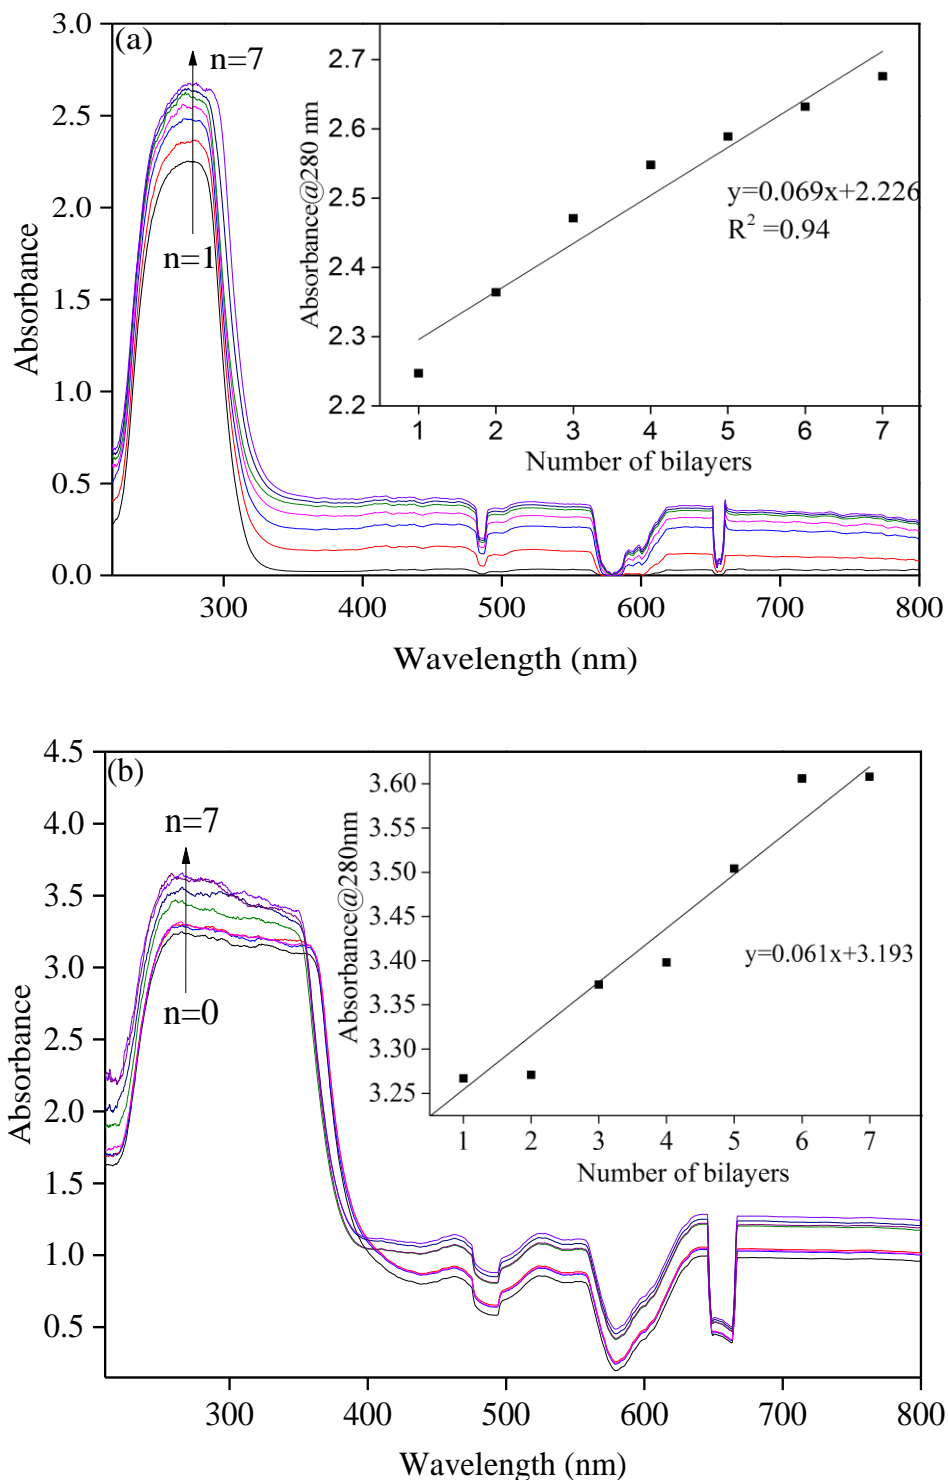 (a)
n=7
n=1
3.0
2.5
2.0
1.5
1.0
0.5
0.0
Absorbance
300 400 500 600 700 800
Wavelength (nm)
2.7
2.6
2.5
2.4
2.3
2.2
Absorbance@280 nm
y=0.069x+2.226
R² =0.94
1 2 3 4 5 6 7
Number of bilayers
(b)
n=7
n=0
4.5
4.0
3.5
3.0
2.5
2.0
1.5
1.0
0.5
Absorbance
300 400 500 600 700 800
Wavelength (nm)
3.60
3.55
3.50
3.45
3.40
3.35
3.30
3.25
Absorbance@280nm
y=0.061x+3.193
1 2 3 4 5 6 7
Number of bilayers